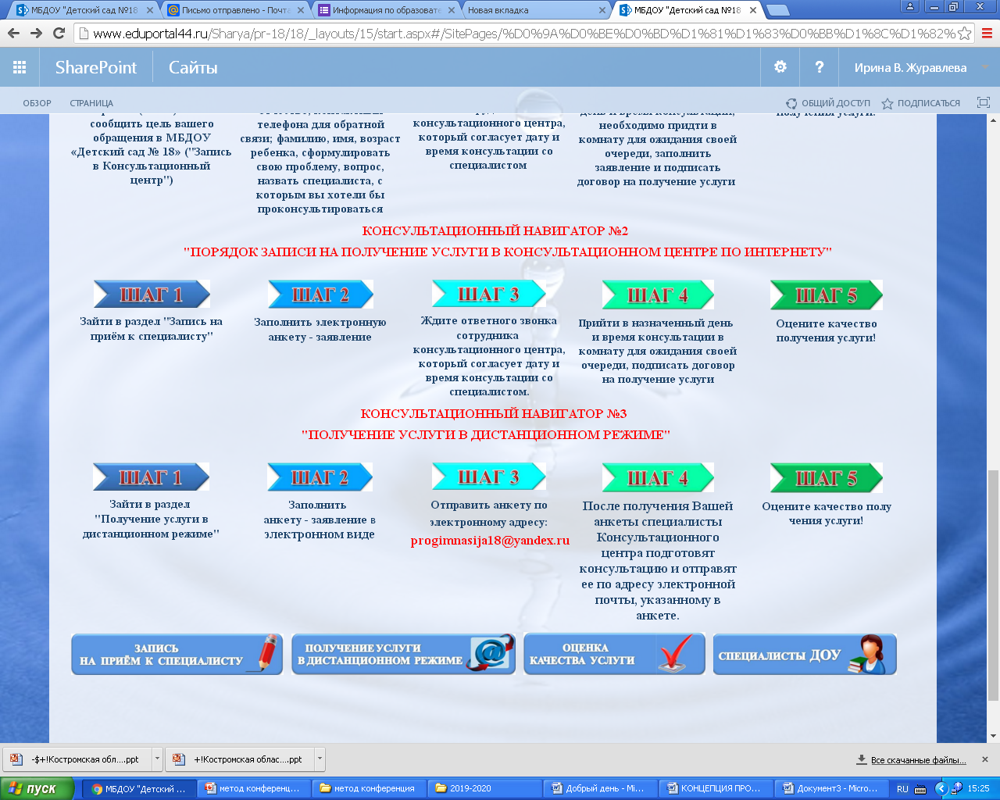 МБДОУ "Детский сад №18
Письмо отправлено - Почта
Информация по образовате
Новая вкладка
МБДОУ "Детский сад №18
www.eduportal44.ru/Sharya/pr-18/18/_layouts/15/start.aspx#/SitePages/%D0%9A%D0%BE%D0%BD%D1%81%D1%83%D0%BB%D1%8C%D1%82%
SharePoint
Сайты
?
Ирина В. Журавлева
ОБЗОР
СТРАНИЦА
ОБЩИЙ ДОСТУП
ПОДПИСАТЬСЯ
сообщить цель вашего
обращения в МБДОУ
«Детский сад № 18» ("Запись
в Консультационный
центр")
телефона для обратной
связи; фамилию, имя, возраст
ребенка, сформулировать
свою проблему, вопрос,
назвать специалиста, с
которым вы хотели бы
проконсультироваться
консультационного центра,
который согласует дату и
время консультации со
специалистом
день и время консультации,
необходимо придти в
комнату для ожидания своей
очереди, заполнить
заявление и подписать
договор на получение услуги
получения услуги.
КОНСУЛЬТАЦИОННЫЙ НАВИГАТОР №2
"ПОРЯДОК ЗАПИСИ НА ПОЛУЧЕНИЕ УСЛУГИ В КОНСУЛЬТАЦИОННОМ ЦЕНТРЕ ПО ИНТЕРНЕТУ"
ШАГ 1
Зайти в раздел "Запись на
приём к специалисту"
ШАГ 2
Заполнить электронную
анкету - заявление
ШАГ 3
Ждите ответного звонка
сотрудника
консультационного центра,
который согласует дату и
время консультации со
специалистом.
ШАГ 4
Прийти в назначенный день
и время консультации в
комнату для ожидания своей
очереди, подписать договор
на получение услуги
ШАГ 5
Оцените качество
получения услуги!
КОНСУЛЬТАЦИОННЫЙ НАВИГАТОР №3
"ПОЛУЧЕНИЕ УСЛУГИ В ДИСТАНЦИОННОМ РЕЖИМЕ"
ШАГ 1
Зайти в раздел
"Получение услуги в
дистанционном режиме"
ШАГ 2
Заполнить
анкету - заявление в
электронном виде
ШАГ 3
Отправить анкету по
электронному адресу:
progimnasija18@yandex.ru
ШАГ 4
После получения Вашей
анкеты специалисты
Консультационного
центра подготовят
консультацию и отправят
ее по адресу электронной
почты, указанному в
анкете.
ШАГ 5
Оцените качество полу
чения услуги!
ЗАПИСЬ
НА ПРИЁМ К СПЕЦИАЛИСТУ
ПОЛУЧЕНИЕ УСЛУГИ
В ДИСТАНЦИОННОМ РЕЖИМЕ
ОЦЕНКА
КАЧЕСТВА УСЛУГИ
СПЕЦИАЛИСТЫ ДОУ
-$+!Костромская обл....ppt
+!Костромская облас....ppt
Все скачанные файлы...
пуск
МБДОУ "Детский ...
метод конференц...
метод конференция
2019-2020
Добрый день - Mi...
КОНЦЕПЦИЯ ПРО...
Документ3 - Micro...
RU
15:25